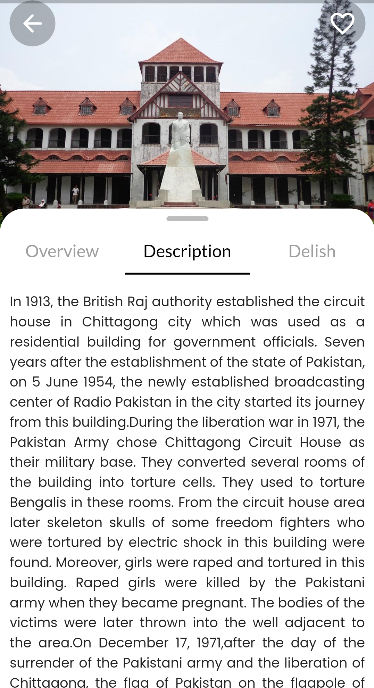 Overview Description Delish
In 1913, the British Raj authority established the circuit
house in Chittagong city which was used as a
residential building for government officials. Seven
years after the establishment of the state of Pakistan,
on 5 June 1954, the newly established broadcasting
center of Radio Pakistan in the city started its journey
from this building.During the liberation war in 1971, the
Pakistan Army chose Chittagong Circuit House as
their military base. They converted several rooms of
the building into torture cells. They used to torture
Bengalis in these rooms. From the circuit house area
later skeleton skulls of some freedom fighters who
were tortured by electric shock in this building were
found. Moreover, girls were raped and tortured in this
building. Raped girls were killed by the Pakistani
army when they became pregnant. The bodies of the
victims were later thrown into the well adjacent to
the area.On December 17, 1971,after the day of the
surrender of the Pakistani army and the liberation of
Chittagong, the flag of Pakistan on the flagpole of